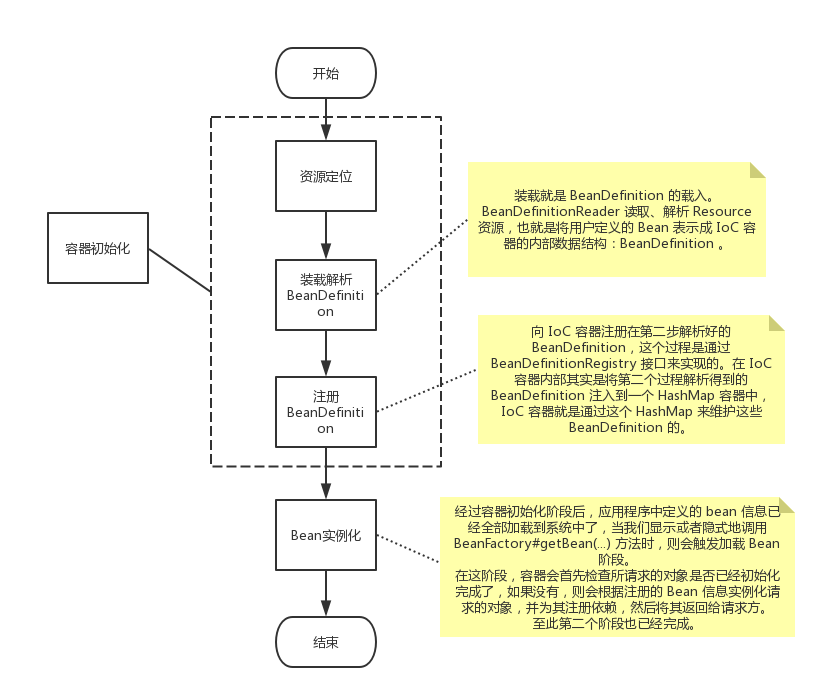 开始
资源定位
容器初始化
装载解析
BeanDefiniti
on
注册
BeanDefiniti
on
Bean实例化
结束
装载就是 BeanDefinition 的载入。
BeanDefinitionReader 读取、解析 Resource
资源，也就是将用户定义的 Bean 表示成 IoC 容
器的内部数据结构：BeanDefinition 。
向 IoC 容器注册在第二步解析好的
BeanDefinition，这个过程是通过
BeanDefinitionRegistry 接口来实现的。在 IoC
容器内部其实是将第二个过程解析得到的
BeanDefinition 注入到一个 HashMap 容器中，
IoC 容器就是通过这个 HashMap 来维护这些
BeanDefinition 的。
经过容器初始化阶段后，应用程序中定义的 bean 信息已
经全部加载到系统中了，当我们显示或者隐式地调用
BeanFactory#getBean(...) 方法时，则会触发加载 Bean
阶段。
在这阶段，容器会首先检查所请求的对象是否已经初始化
完成了，如果没有，则会根据注册的 Bean 信息实例化请
求的对象，并为其注册依赖，然后将其返回给请求方。
至此第二个阶段也已经完成。